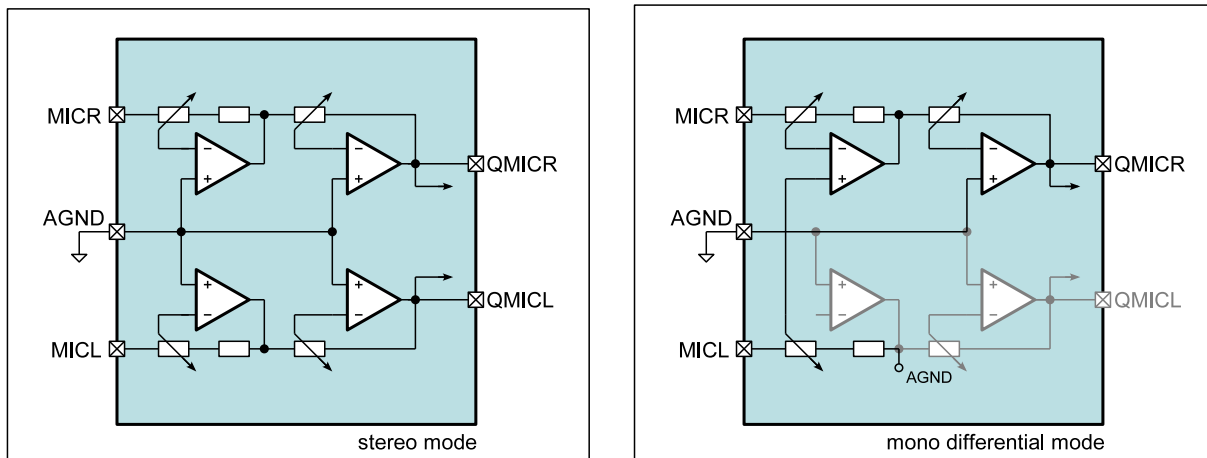 MICR
QMICR
AGND
QMICL
MICL
stereo mode
MICR
QMICR
AGND
QMICL
MICL
AGND
mono differential mode